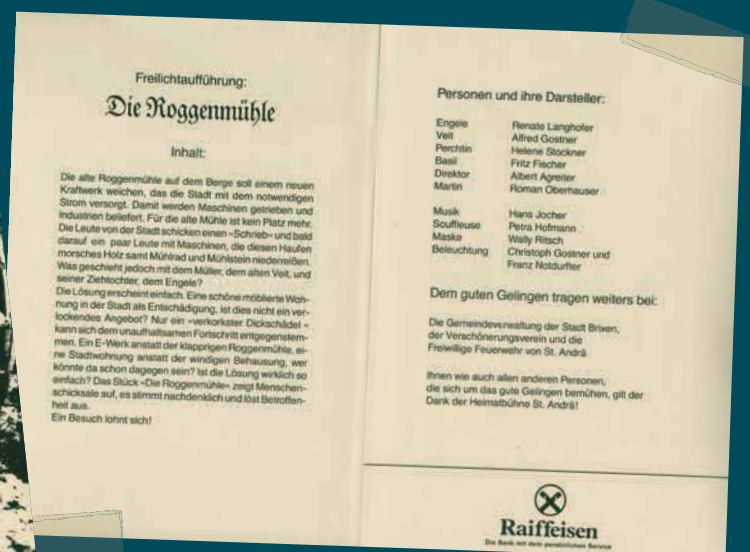 Freilichtaufführung:
Die Roggenmühle
Inhalt:
Die alte Roggenmühle auf dem Berge soll einem neuen
Kraftwerk weichen, das die Stadt mit dem notwendigen
Strom versorgt. Damit werden Maschinen getrieben und
Industrien beliefert. Für die alte Mühle ist kein Platz mehr.
Die Leute von der Stadt schicken einen »Schrieb« und bald
darauf ein paar Leute mit Maschinen, die diesen Haufen
morsches Holz samt Mühlrad und Mühlstein niederreißen.
Was geschieht jedoch mit dem Müller, dem alten Veit, und
seiner Ziehtochter, dem Engele?
Die Lösung erscheint einfach. Eine schöne möblierte Woh-
nung in der Stadt als Entschädigung, ist dies nicht ein ver-
lockendes Angebot? Nur ein »verkorkster Dickschädel«
kann sich dem unaufhaltsamen Fortschritt entgegenstem-
men. Ein E-Werk anstatt der klapprigen Roggenmühle, ei-
ne Stadtwohnung anstatt der windigen Behausung, wer
könnte da schon dagegen sein? Ist die Lösung wirklich so
einfach? Das Stück »Die Roggenmühle« zeigt Menschen-
schicksale auf, es stimmt nachdenklich und löst Betroffen-
heit aus.
Ein Besuch lohnt sich!
Personen und ihre Darsteller:
Engele Renate Langhofer
Veit Alfred Gostner
Perchtin Helene Stockner
Basil Fritz Fischer
Direktor Albert Agreiter
Martin Roman Oberhauser
Musik Hans Jocher
Souffleuse Petra Hofmann
Maske Wally Ritsch
Beleuchtung Christoph Gostner und
Franz Notdurfter
Dem guten Gelingen tragen weiters bei:
Die Gemeindeverwaltung der Stadt Brixen,
der Verschönerungsverein und die
Freiwillige Feuerwehr von St. Andrä
Ihnen wie auch allen anderen Personen,
die sich um das gute Gelingen bemühen, gilt der
Dank der Heimatbühne St. Andrä!
Raiffeisen
Die Bank mit dem persönlichen Service